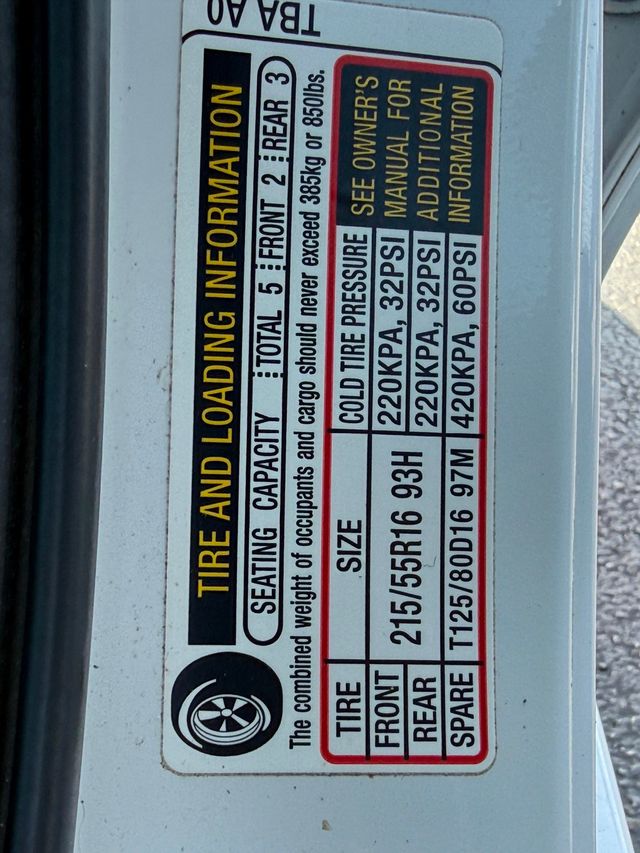 TBA A0
TIRE AND LOADING INFORMATION
SEATING CAPACITY TOTAL 5 FRONT 2 REAR 3
The combined weight of occupants and cargo should never exceed 385kg or 850lbs.
TIRE SIZE COLD TIRE PRESSURE
FRONT 215/55R16 93H 220KPA, 32PSI
REAR 220KPA, 32PSI
SPARE T125/80D16 97M 420KPA, 60PSI
SEE OWNER'S
MANUAL FOR
ADDITIONAL
INFORMATION